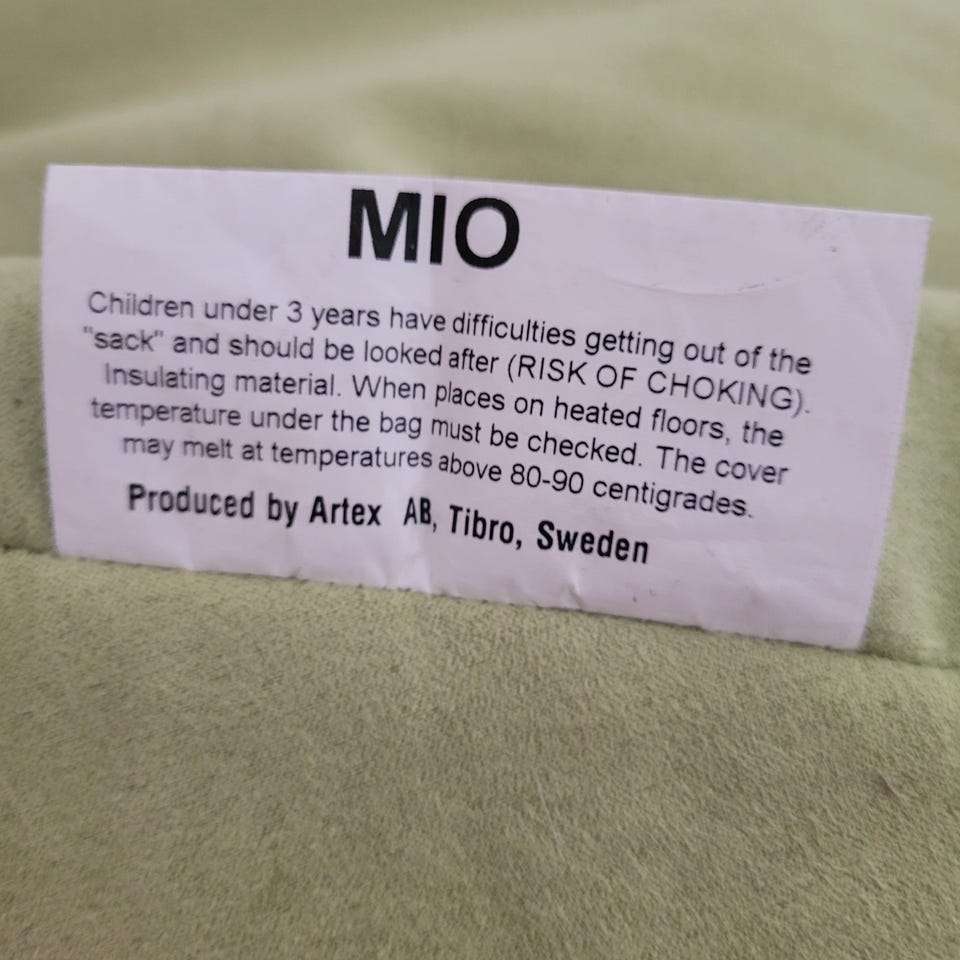 MIO
Children under 3 years have difficulties getting out of the
"sack" and should be looked after (RISK OF CHOKING).
Insulating material. When places on heated floors, the
temperature under the bag must be checked. The cover
may melt at temperatures above 80-90 centigrades.
Produced by Artex AB, Tibro, Sweden